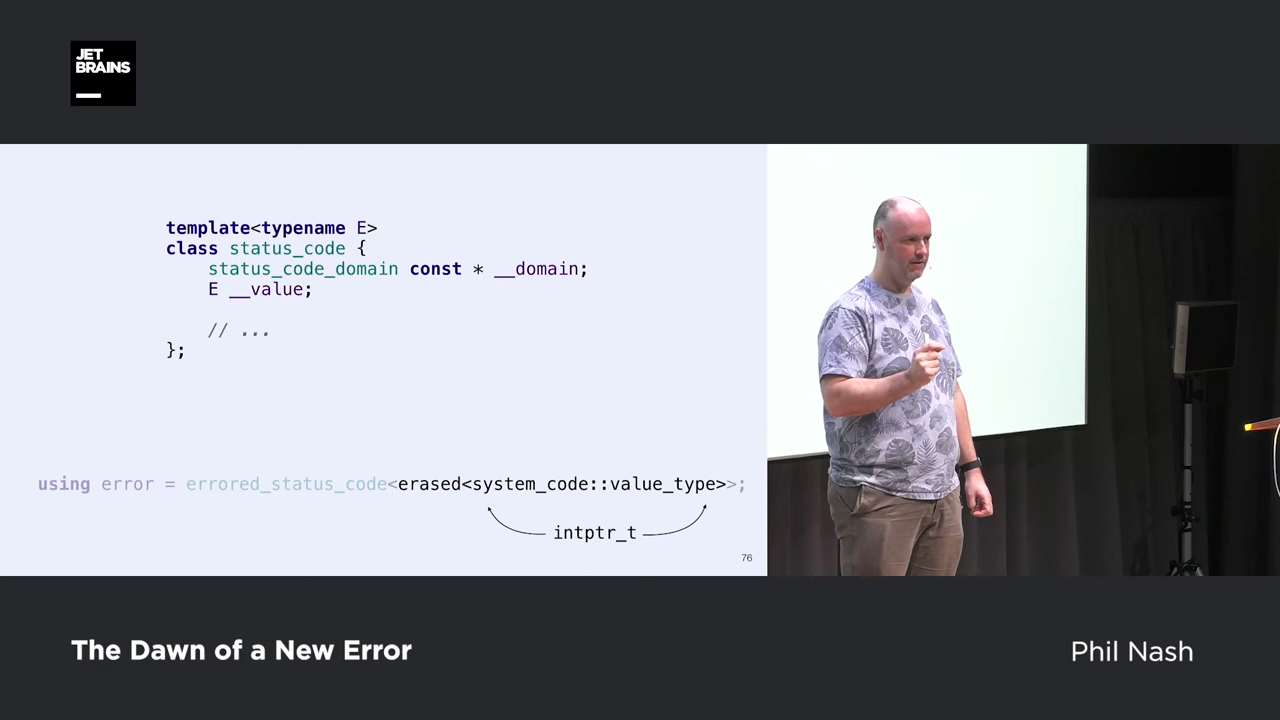 JET
BRAINS
template<typename E>
class status_code {
status_code_domain const * __domain;
E __value;
// ...
};
using error = errored_status_code<erased<system_code::value_type>>;
intptr_t
76
The Dawn of a New Error
Phil Nash